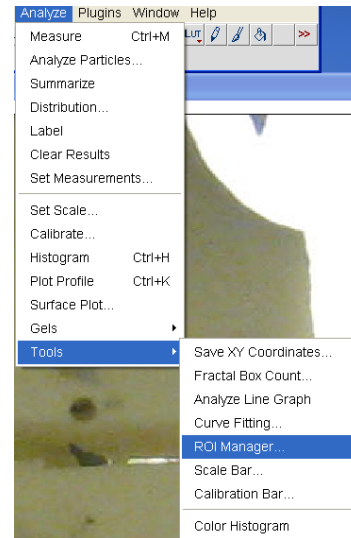 Analyze Plugins Window Help
LUT >>
Measure Ctrl+M
Analyze Particles...
Summarize
Distribution...
Label
Clear Results
Set Measurements...
Set Scale...
Calibrate...
Histogram Ctrl+H
Plot Profile Ctrl+K
Surface Plot...
Gels
Tools
Save XY Coordinates...
Fractal Box Count...
Analyze Line Graph
Curve Fitting...
ROI Manager...
Scale Bar...
Calibration Bar...
Color Histogram